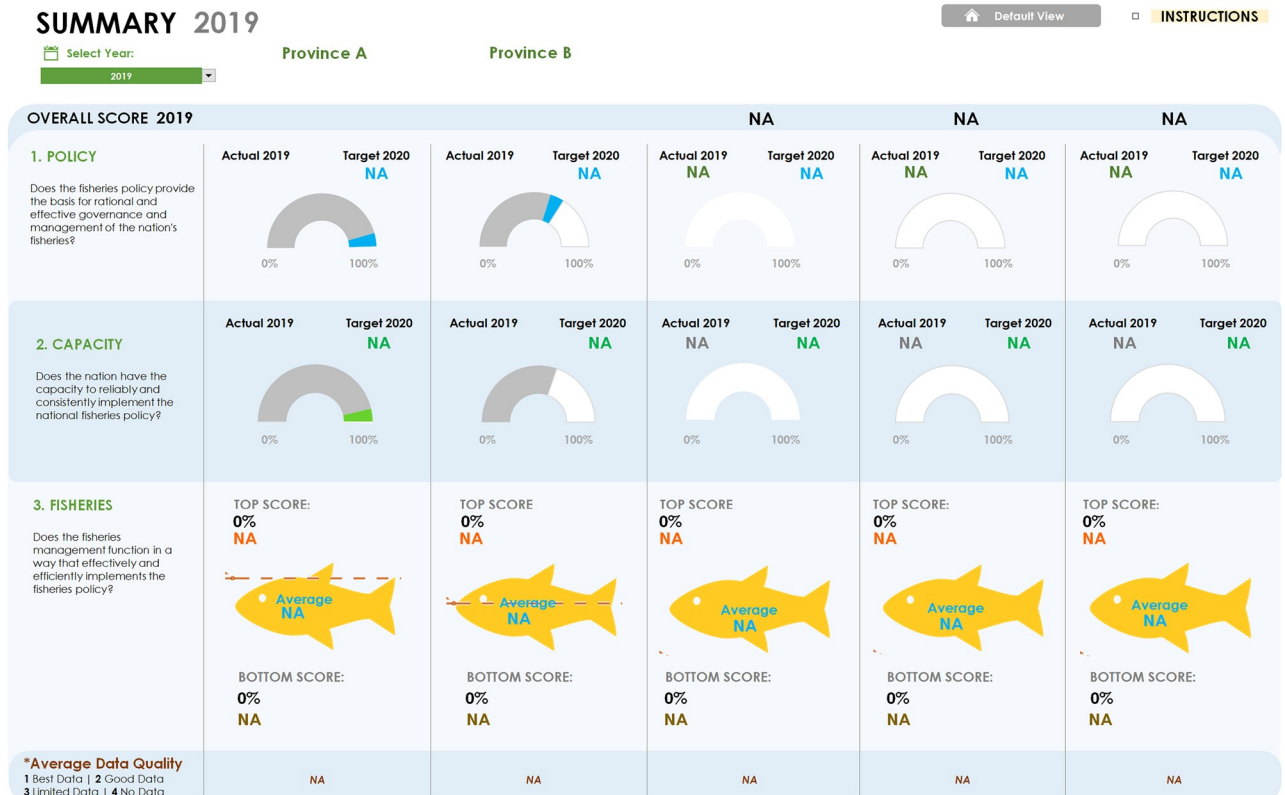 SUMMARY 2019
Default View
INSTRUCTIONS
Select Year:
Province A
Province B
2019
OVERALL SCORE 2019
NA
NA
NA
1. POLICY
Does the fisheries policy provide
the basis for rational and
effective governance and
management of the nation's
fisheries?
Actual 2019
Target 2020
NA
0%
100%
Actual 2019
Target 2020
NA
0%
100%
Actual 2019
NA
Target 2020
NA
0%
100%
Actual 2019
NA
Target 2020
NA
0%
100%
Actual 2019
NA
Target 2020
NA
0%
100%
2. CAPACITY
Does the nation have the
capacity to reliably and
consistently implement the
national fisheries policy?
Actual 2019
Target 2020
NA
0%
100%
Actual 2019
Target 2020
NA
0%
100%
Actual 2019
NA
Target 2020
NA
0%
100%
Actual 2019
NA
Target 2020
NA
0%
100%
Actual 2019
NA
Target 2020
NA
0%
100%
3. FISHERIES
Does the fisheries
management function in a
way that effectively and
efficiently implements the
fisheries policy?
TOP SCORE:
0%
NA
Average
NA
BOTTOM SCORE:
0%
NA
TOP SCORE
0%
NA
Average
NA
BOTTOM SCORE:
0%
NA
TOP SCORE
0%
NA
Average
NA
BOTTOM SCORE:
0%
NA
TOP SCORE:
0%
NA
Average
NA
BOTTOM SCORE:
0%
NA
TOP SCORE:
0%
NA
Average
NA
BOTTOM SCORE:
0%
NA
*Average Data Quality
1 Best Data | 2 Good Data
3 Limited Data | 4 No Data
NA
NA
NA
NA
NA